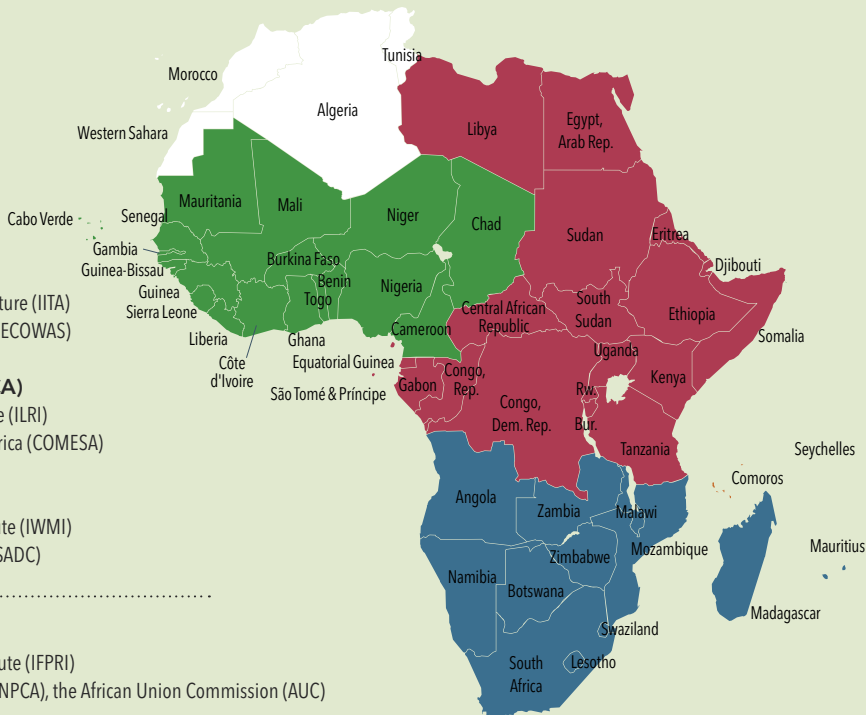 Tunisia
Morocco
Algeria
Libya
Egypt,
Arab Rep.
Western Sahara
Mauritania
Mali
Niger
Chad
Sudan
Eritrea
Cabo Verde
Senegal
Gambia
Guinea-Bissau
Guinea
Sierra Leone
Liberia
Côte
d'Ivoire
Burkina Faso
Benin
Togo
Ghana
Nigeria
Cameroon
Djibouti
Central African
Republic
South
Sudan
Ethiopia
Somalia
Equatorial Guinea
São Tomé & Príncipe
Gabon
Congo,
Rep.
Congo,
Dem. Rep.
Uganda
Kenya
Rw.
Bur.
Tanzania
Seychelles
Comoros
Angola
Zambia
Malawi
Mozambique
Mauritius
Zimbabwe
Namibia
Botswana
Madagascar
Swaziland
Lesotho
South
Africa
ture (IITA)
ECOWAS)
A)
e (ILRI)
rica (COMESA)
ute (IWMI)
SADC)
ute (IFPRI)
NPCA), the African Union Commission (AUC)